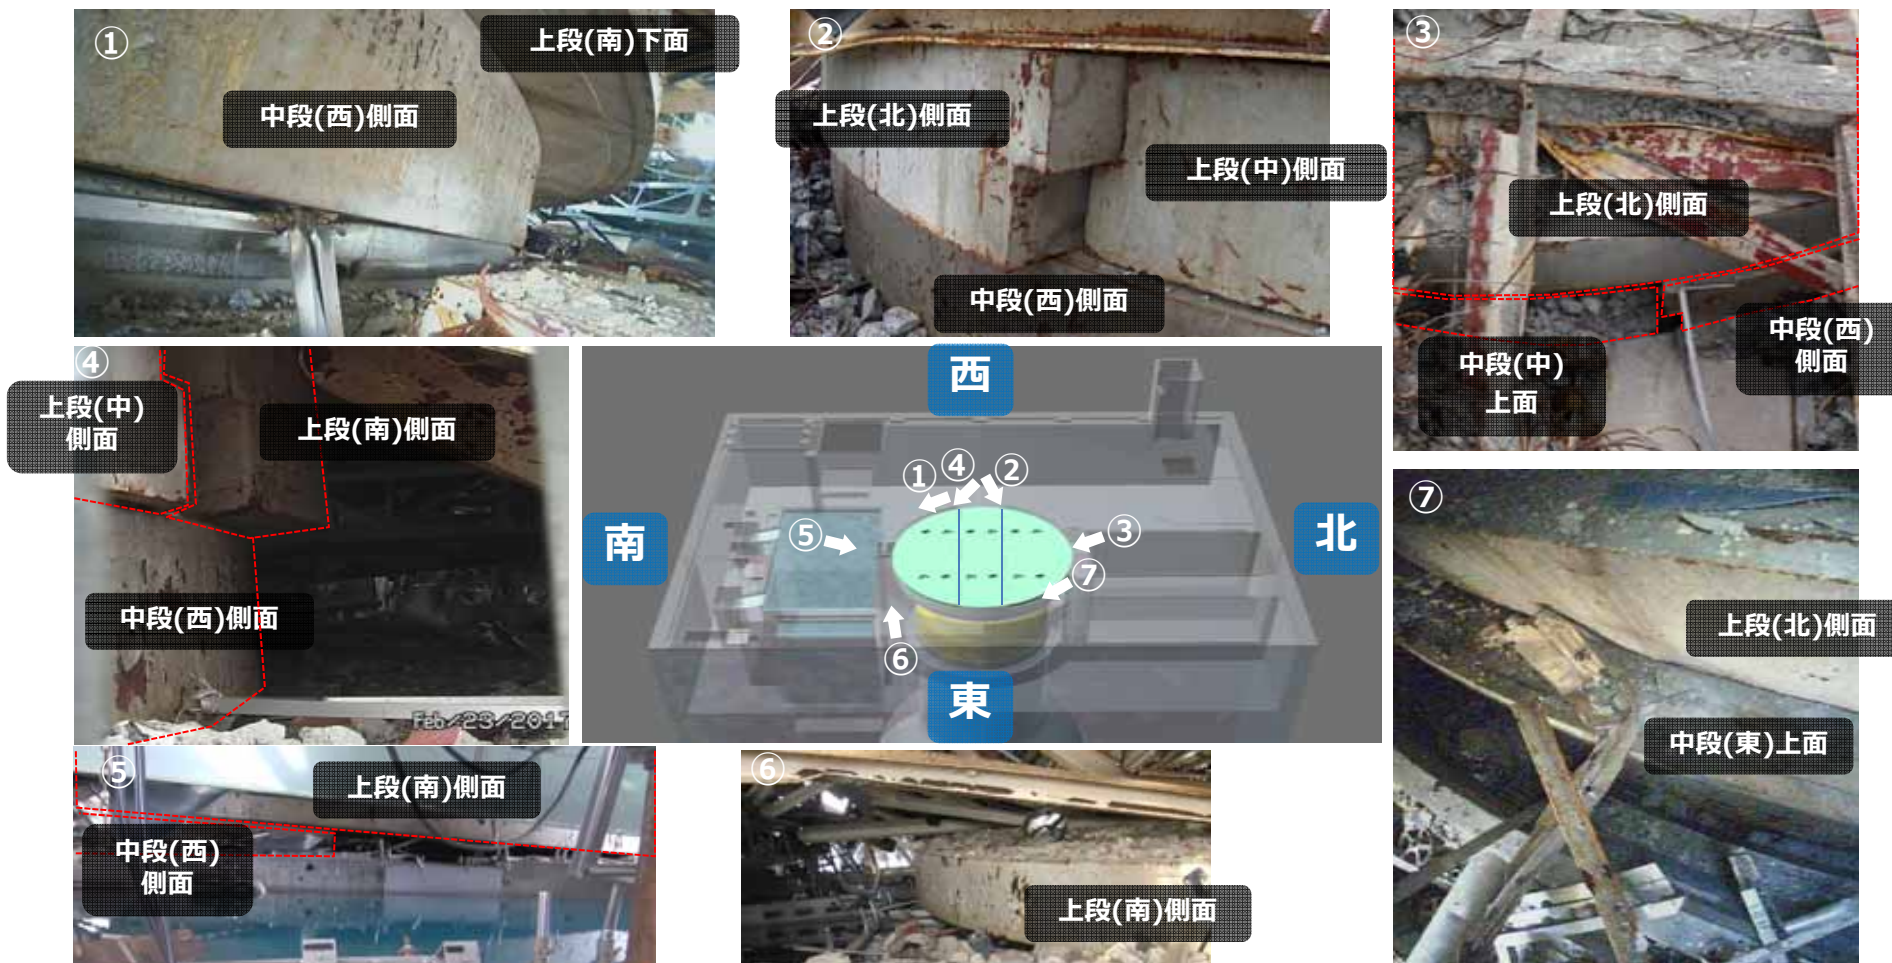 ①
上段(南)下面
中段(西)側面
②
上段(北)側面
上段(中)側面
中段(西)側面
③
上段(北)側面
中段(西)
側面
中段(中)
上面
④
上段(中)
側面
上段(南)側面
中段(西)側面
Feb/23/2017
西
南
北
東
①
④
②
⑤
③
⑦
⑥
⑤
上段(南)側面
中段(西)
側面
⑥
上段(南)側面
⑦
上段(北)側面
中段(東)上面